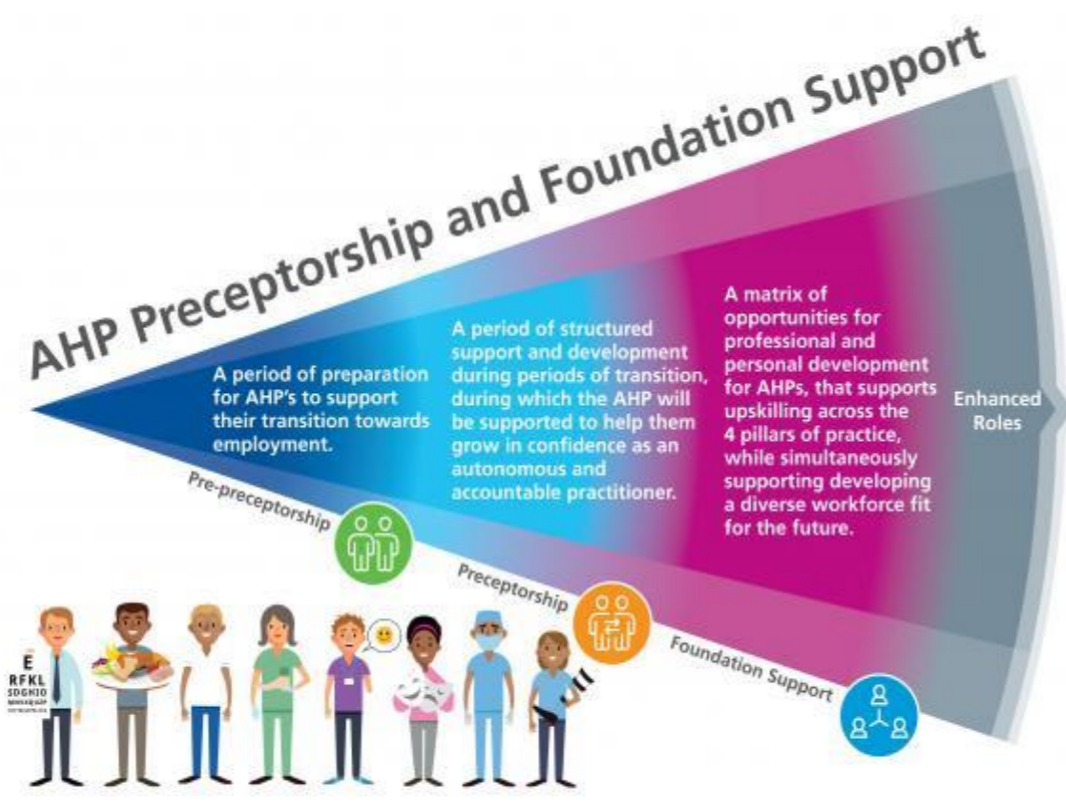 AHP Preceptorship and Foundation Support
A period of preparation
for AHP's to support
their transition towards
employment.
A period of structured
support and development
during periods of transition,
during which the AHP will
be supported to help them
grow in confidence as an
autonomous and
accountable practitioner.
A matrix of
opportunities for
professional and
personal development
for AHPs, that supports
upskilling across the
4 pillars of practice,
while simultaneously
supporting developing
a diverse workforce fit
for the future.
Enhanced
Roles
Pre-preceptorship
Preceptorship
Foundation Support
E
RFKL